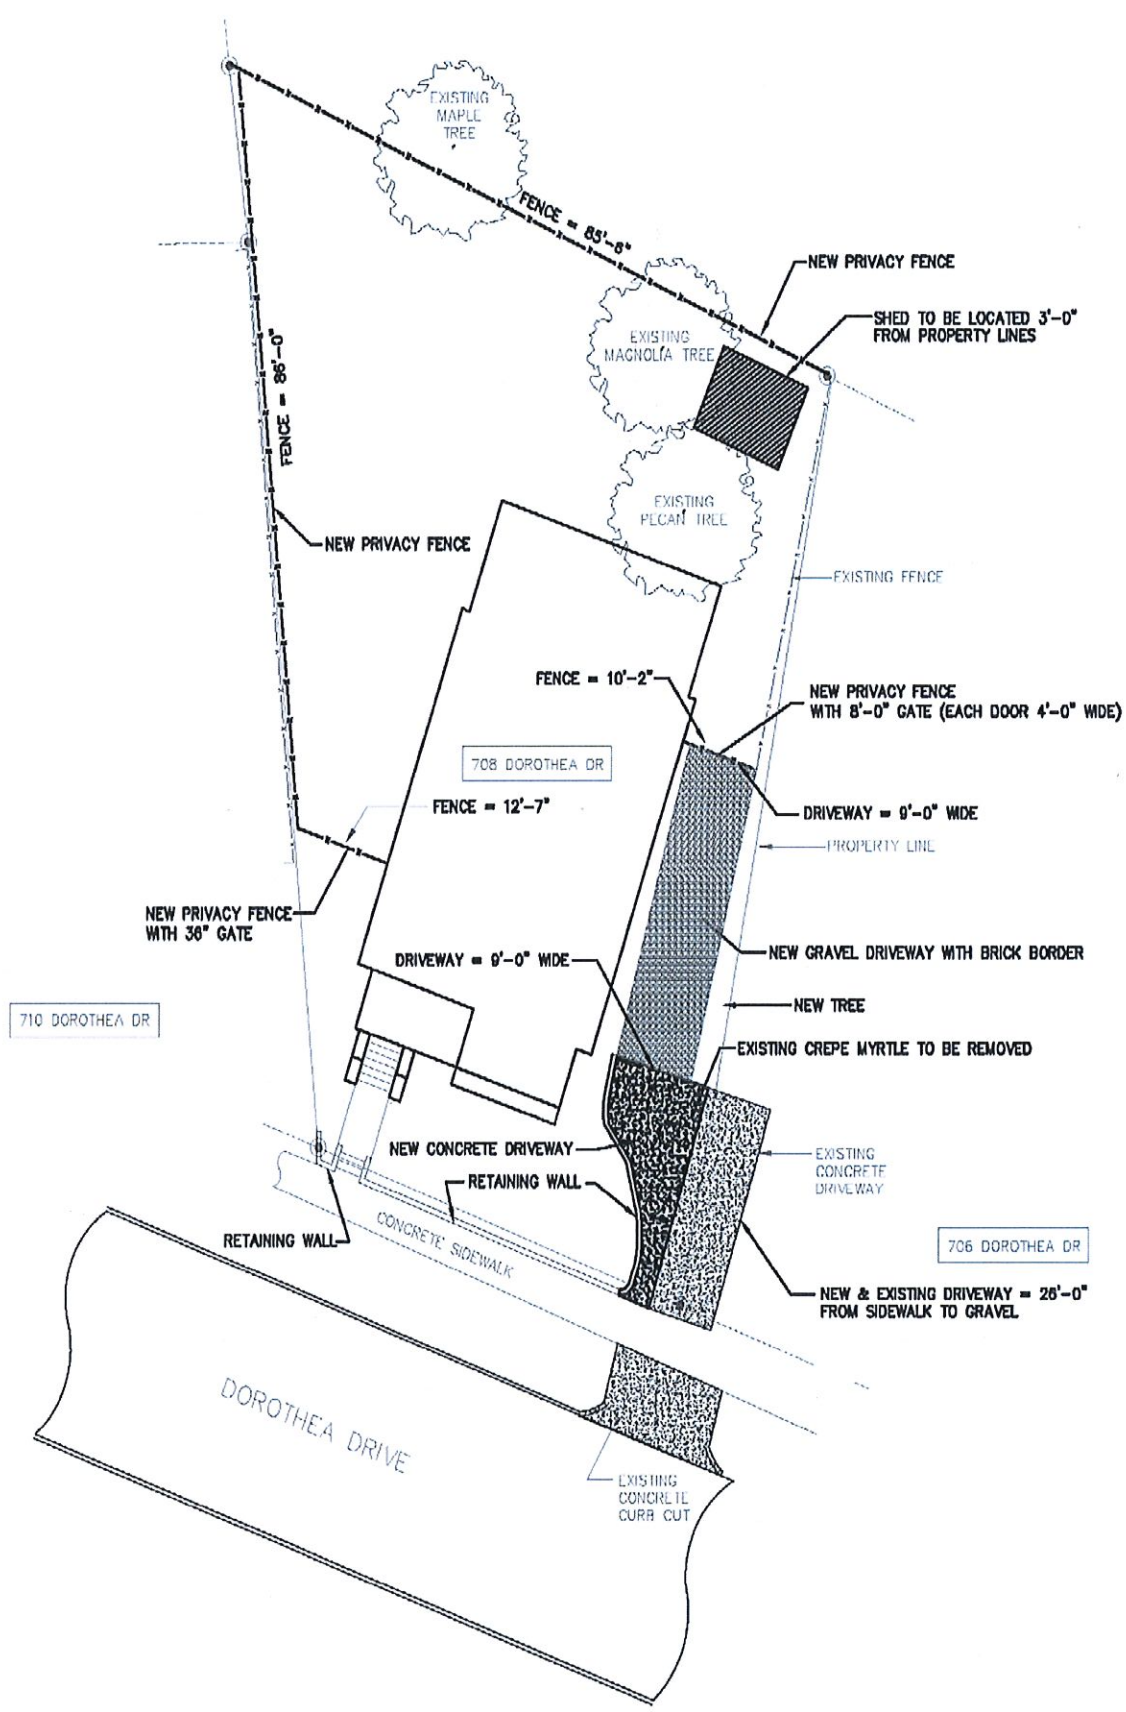 EXISTING
MAPLE
TREE
FENCE = 85'-6"
NEW PRIVACY FENCE
SHED TO BE LOCATED 3'-0"
FROM PROPERTY LINES
EXISTING
MAGNOLIA TREE
FENCE = 86'-0"
EXISTING
PECAN TREE
NEW PRIVACY FENCE
EXISTING FENCE
FENCE = 10'-2"
NEW PRIVACY FENCE
WITH 8'-0" GATE (EACH DOOR 4'-0" WIDE)
708 DOROTHEA DR
FENCE = 12'-7"
DRIVEWAY = 9'-0" WIDE
PROPERTY LINE
NEW PRIVACY FENCE
WITH 36" GATE
DRIVEWAY = 9'-0" WIDE
NEW GRAVEL DRIVEWAY WITH BRICK BORDER
NEW TREE
710 DOROTHEA DR
EXISTING CREPE MYRTLE TO BE REMOVED
NEW CONCRETE DRIVEWAY
EXISTING
CONCRETE
DRIVEWAY
RETAINING WALL
RETAINING WALL
CONCRETE SIDEWALK
706 DOROTHEA DR
NEW & EXISTING DRIVEWAY = 26'-0"
FROM SIDEWALK TO GRAVEL
DOROTHEA DRIVE
EXISTING
CONCRETE
CURB CUT